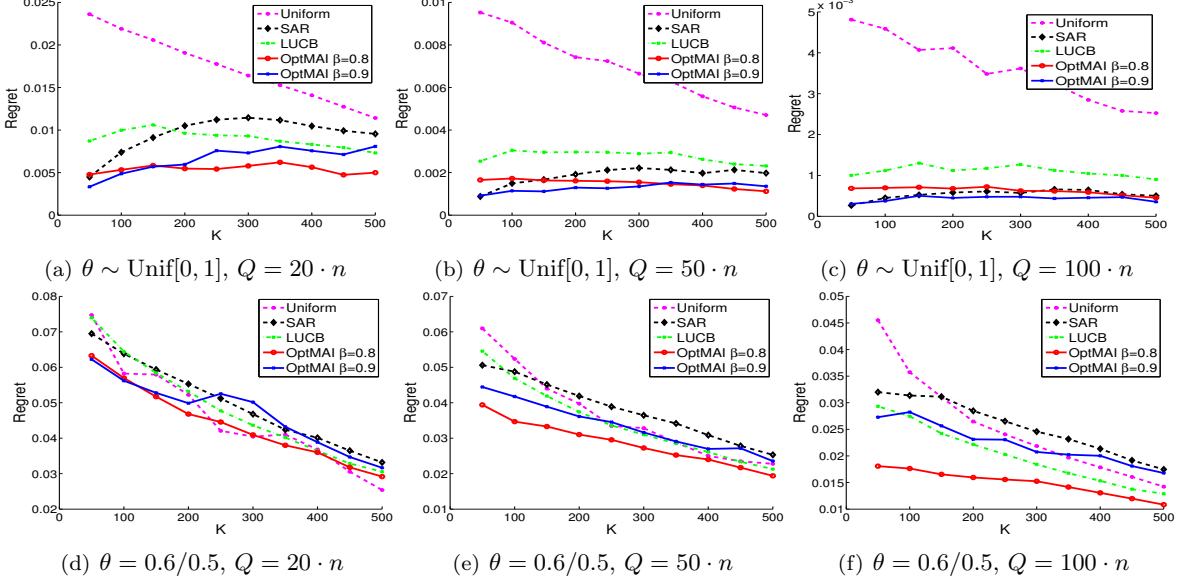 0.025
0.02
0.015
0.01
0.005
0
Regret
0 100 200 300 400 500
K
Uniform
SAR
LUCB
OptMAI β=0.8
OptMAI β=0.9
(a) θ ∼ Unif[0, 1], Q = 20 · n
0.01
0.008
0.006
0.004
0.002
0
Regret
0 100 200 300 400 500
K
Uniform
SAR
LUCB
OptMAI β=0.8
OptMAI β=0.9
(b) θ ∼ Unif[0, 1], Q = 50 · n
5 × 10⁻³
4
3
2
1
0
Regret
0 100 200 300 400 500
K
Uniform
SAR
LUCB
OptMAI β=0.8
OptMAI β=0.9
(c) θ ∼ Unif[0, 1], Q = 100 · n
0.08
0.07
0.06
0.05
0.04
0.03
0.02
Regret
0 100 200 300 400 500
K
Uniform
SAR
LUCB
OptMAI β=0.8
OptMAI β=0.9
(d) θ = 0.6/0.5, Q = 20 · n
0.07
0.06
0.05
0.04
0.03
0.02
0.01
Regret
0 100 200 300 400 500
K
Uniform
SAR
LUCB
OptMAI β=0.8
OptMAI β=0.9
(e) θ = 0.6/0.5, Q = 50 · n
0.05
0.045
0.04
0.035
0.03
0.025
0.02
0.015
0.01
Regret
0 100 200 300 400 500
K
Uniform
SAR
LUCB
OptMAI β=0.8
OptMAI β=0.9
(f) θ = 0.6/0.5, Q = 100 · n